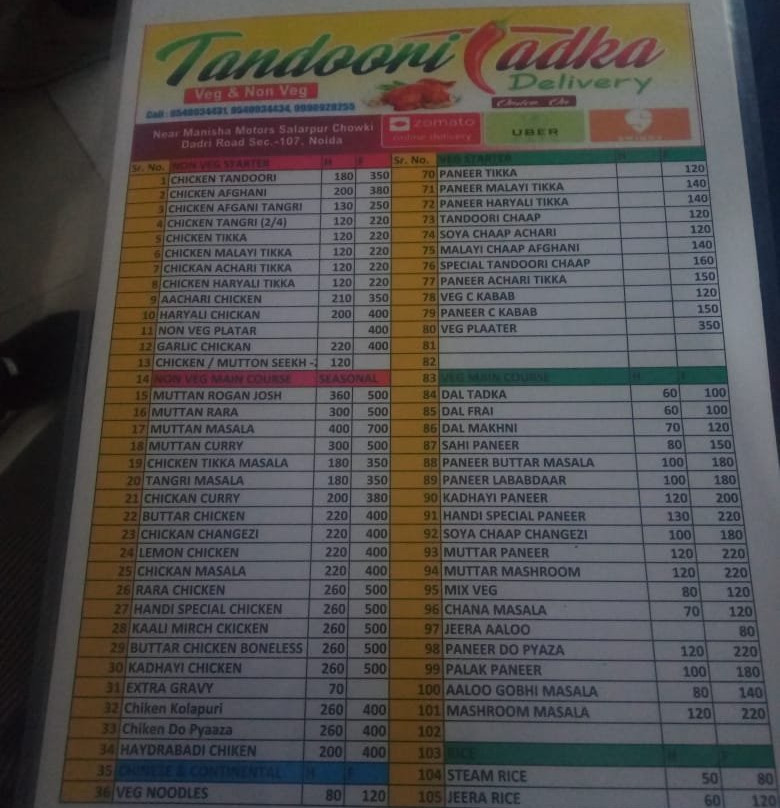 Tandoori Tadka
Delivery
Veg & Non Veg
Call : 9540934431, 9540934434,
Near Manisha Motors Salarpur Chowki
Dadri Road Sec.-107, Noida
zomato
online delivery
UBER
Sr. No. NON VEG STARTER H F
1 CHICKEN TANDOORI 180 350
2 CHICKEN AFGHANI 200 380
3 CHICKEN AFGANI TANGRI 130 250
4 CHICKEN TANGRI (2/4) 120 220
5 CHICKEN TIKKA 120 220
6 CHICKEN MALAYI TIKKA 120 220
7 CHICKAN ACHARI TIKKA 120 220
8 CHICKEN HARYALI TIKKA 120 220
9 AACHARI CHICKEN 210 350
10 HARYALI CHICKAN 200 400
11 NON VEG PLATAR 400
12 GARLIC CHICKAN 220 400
13 CHICKEN / MUTTON SEEKH -2 120
14 NON VEG MAIN COURSE SEASONAL
15 MUTTAN ROGAN JOSH 360 500
16 MUTTAN RARA 300 500
17 MUTTAN MASALA 400 700
18 MUTTAN CURRY 300 500
19 CHICKEN TIKKA MASALA 180 350
20 TANGRI MASALA 180 350
21 CHICKAN CURRY 200 380
22 BUTTAR CHICKEN 220 400
23 CHICKAN CHANGEZI 220 400
24 LEMON CHICKEN 220 400
25 CHICKAN MASALA 220 400
26 RARA CHICKEN 260 500
27 HANDI SPECIAL CHICKEN 260 500
28 KAALI MIRCH CKICKEN 260 500
29 BUTTAR CHICKEN BONELESS 260 500
30 KADHAYI CHICKEN 260 500
31 EXTRA GRAVY 70
32 Chiken Kolapuri 260 400
33 Chiken Do Pyaaza 260 400
34 HAYDRABADI CHIKEN 200 400
35 CHINESE & CONTINENTAL H F
36 VEG NOODLES 80 120
Sr. No. VEG STARTER H F
70 PANEER TIKKA 120
71 PANEER MALAYI TIKKA 140
72 PANEER HARYALI TIKKA 140
73 TANDOORI CHAAP 120
74 SOYA CHAAP ACHARI 120
75 MALAYI CHAAP AFGHANI 140
76 SPECIAL TANDOORI CHAAP 160
77 PANEER ACHARI TIKKA 150
78 VEG C KABAB 120
79 PANEER C KABAB 150
80 VEG PLAATER 350
81
82
83 VEG MAIN COURSE H F
84 DAL TADKA 60 100
85 DAL FRAI 60 100
86 DAL MAKHNI 70 120
87 SAHI PANEER 80 150
88 PANEER BUTTAR MASALA 100 180
89 PANEER LABABDAAR 100 180
90 KADHAYI PANEER 120 200
91 HANDI SPECIAL PANEER 130 220
92 SOYA CHAAP CHANGEZI 100 180
93 MUTTAR PANEER 120 220
94 MUTTAR MASHROOM 120 220
95 MIX VEG 80 120
96 CHANA MASALA 70 120
97 JEERA AALOO 80
98 PANEER DO PYAZA 120 220
99 PALAK PANEER 100 180
100 AALOO GOBHI MASALA 80 140
101 MASHROOM MASALA 120 220
102
103 RICE H F
104 STEAM RICE 50 80
105 JEERA RICE 60 120